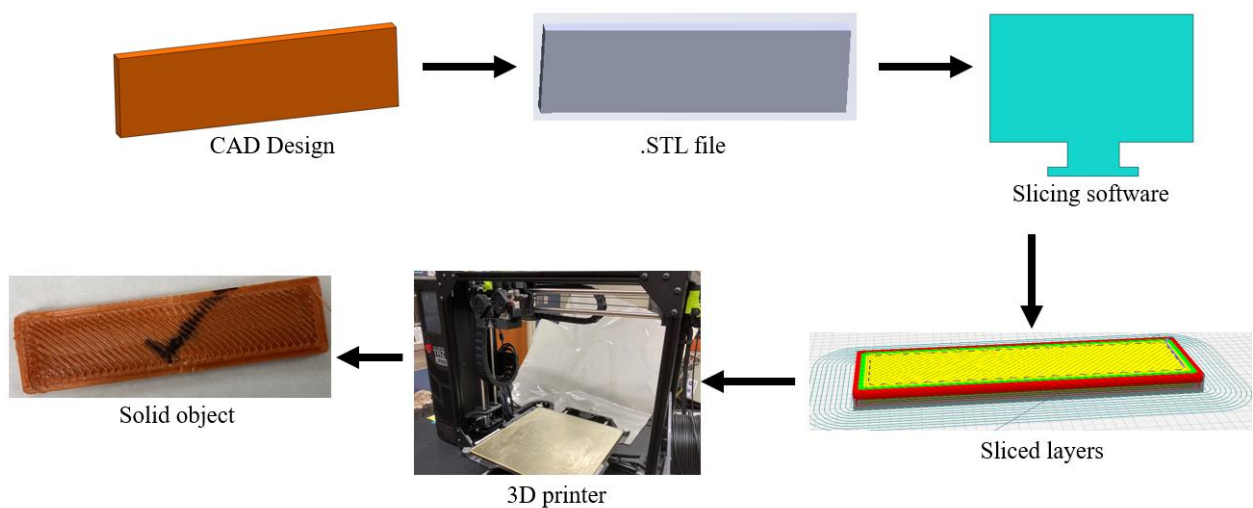 CAD Design
.STL file
Slicing software
Sliced layers
3D printer
Solid object